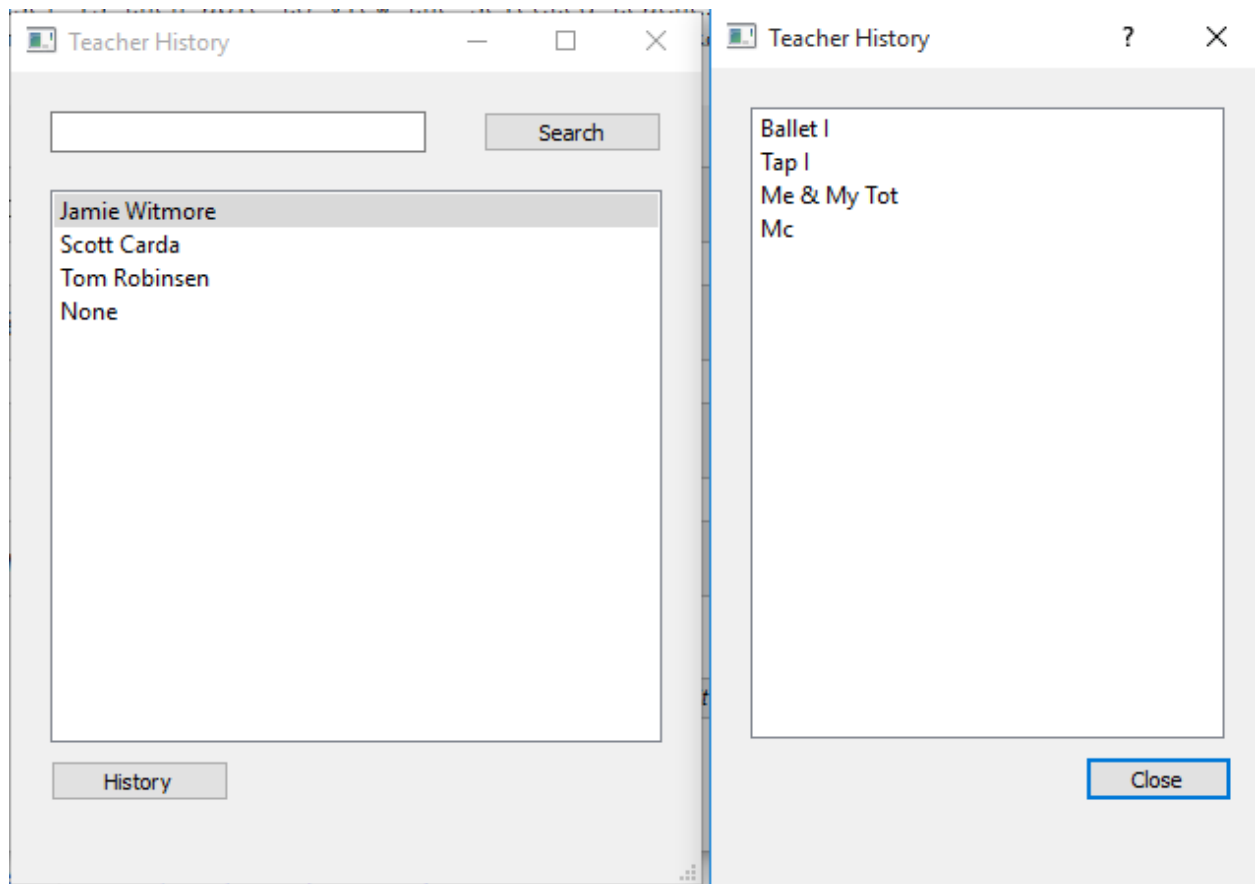 Teacher History
Search
Jamie Witmore
Scott Carda
Tom Robinsen
None
History
Teacher History
?
Ballet I
Tap I
Me & My Tot
Mc
Close